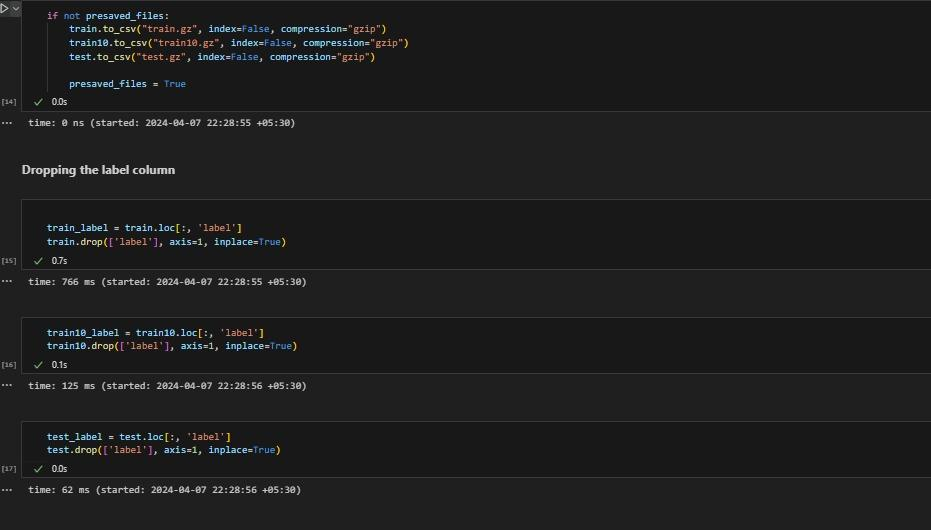 if not presaved_files:
train.to_csv("train.gz", index=False, compression="gzip")
train10.to_csv("train10.gz", index=False, compression="gzip")
test.to_csv("test.gz", index=False, compression="gzip")
presaved_files = True
[14]
0.0s
time: 0 ns (started: 2024-04-07 22:28:55 +05:30)
Dropping the label column
train_label = train.loc[:, 'label']
train.drop(['label'], axis=1, inplace=True)
[15]
0.7s
time: 766 ms (started: 2024-04-07 22:28:55 +05:30)
train10_label = train10.loc[:, 'label']
train10.drop(['label'], axis=1, inplace=True)
[16]
0.1s
time: 125 ms (started: 2024-04-07 22:28:56 +05:30)
test_label = test.loc[:, 'label']
test.drop(['label'], axis=1, inplace=True)
[17]
0.0s
time: 62 ms (started: 2024-04-07 22:28:56 +05:30)